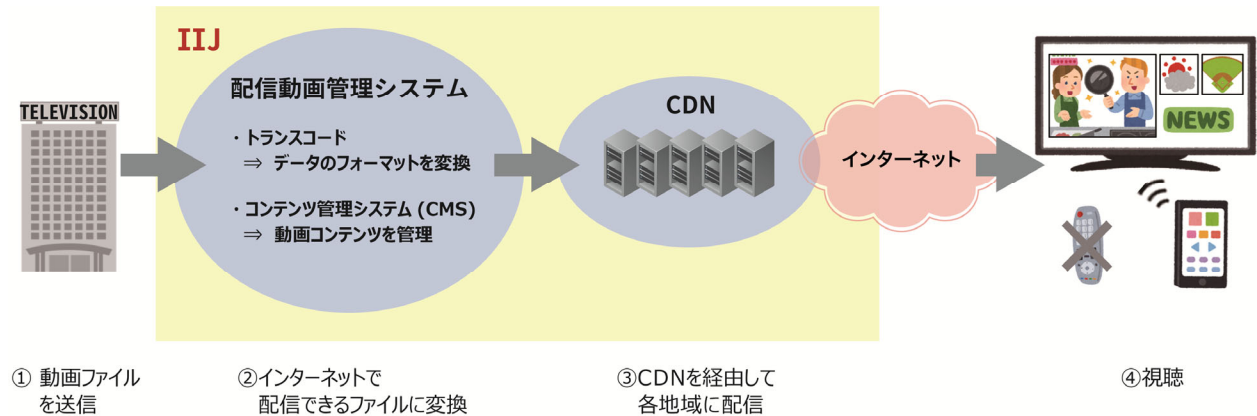 IIJ
TELEVISION
配信動画管理システム
・トランスコード
⇒ データのフォーマットを変換
・コンテンツ管理システム (CMS)
⇒ 動画コンテンツを管理
CDN
インターネット
NEWS
① 動画ファイル
を送信
②インターネットで
配信できるファイルに変換
③CDNを経由して
各地域に配信
④視聴